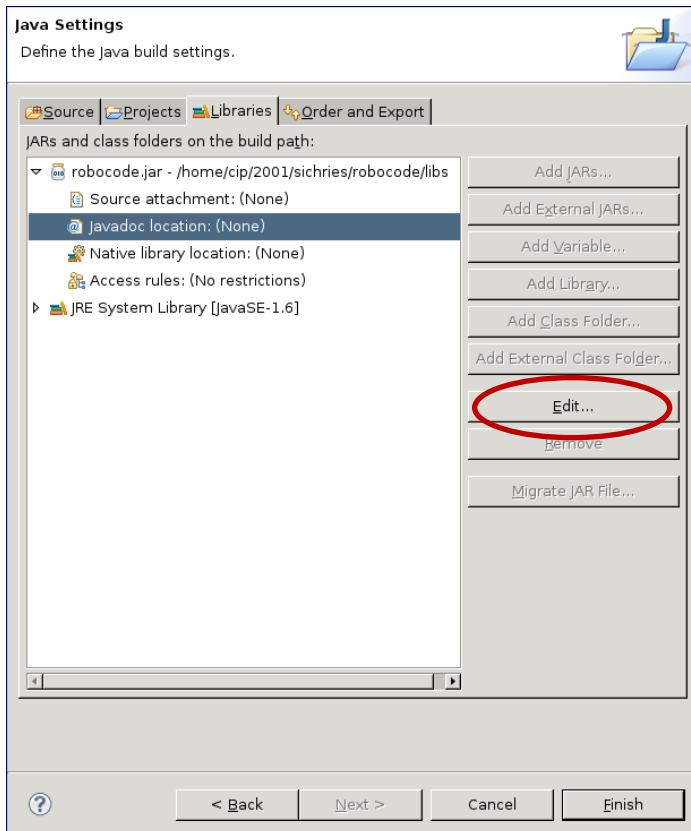 Java Settings
Define the Java build settings.
Source Projects Libraries Order and Export
JARs and class folders on the build path:
robocode.jar - /home/cip/2001/sichries/robocode/libs
Source attachment: (None)
Javadoc location: (None)
Native library location: (None)
Access rules: (No restrictions)
JRE System Library [JavaSE-1.6]
Add JARs...
Add External JARs...
Add Variable...
Add Library...
Add Class Folder...
Add External Class Folder...
Edit...
Remove
Migrate JAR File...
? < Back Next > Cancel Finish